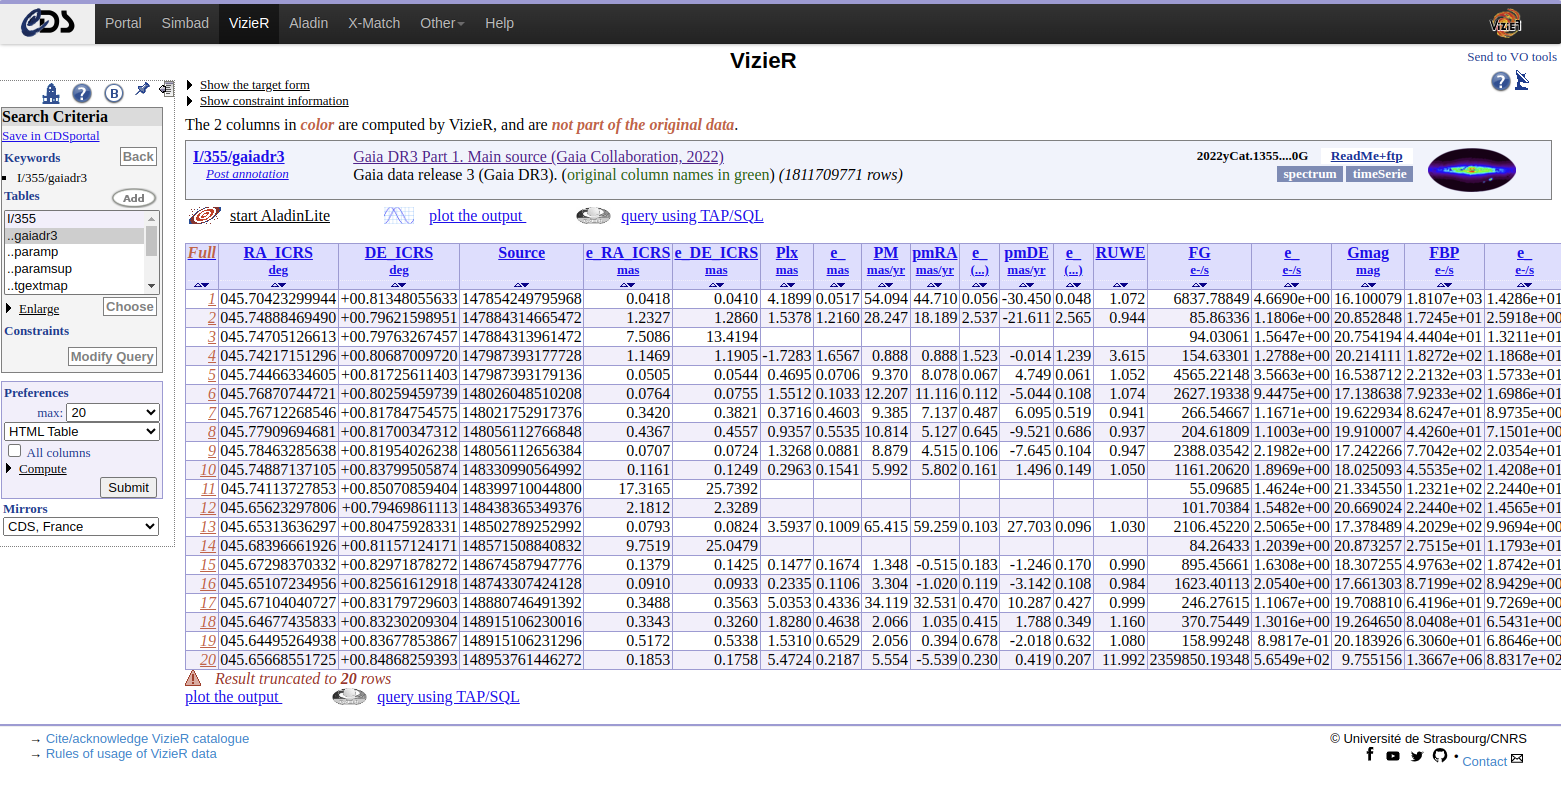 CDS Portal Simbad VizieR Aladin X-Match Other Help VizieR
VizieR
Send to VO tools
Show the target form
Show constraint information
The 2 columns in color are computed by VizieR, and are not part of the original data.
Search Criteria
Save in CDSportal
Keywords Back
I/355/gaiadr3
Tables Add
I/355
..gaiadr3
..paramp
..paramsup
..tgextmap
Enlarge Choose
Constraints
Modify Query
Preferences
max: 20
HTML Table
All columns
Compute
Submit
Mirrors
CDS, France
I/355/gaiadr3 Gaia DR3 Part 1. Main source (Gaia Collaboration, 2022) 2022yCat.1355....0G ReadMe+ftp
Post annotation Gaia data release 3 (Gaia DR3). (original column names in green) (1811709771 rows) spectrum timeSerie
start AladinLite plot the output query using TAP/SQL
Full RA_ICRS DE_ICRS Source e_RA_ICRS e_DE_ICRS Plx e_ PM pmRA e_ pmDE e_ RUWE FG e_ Gmag FBP e_
deg deg mas mas mas mas mas/yr mas/yr (...) mas/yr (...) e-/s e-/s mag e-/s e-/s
1 045.70423299944 +00.81348055633 147854249795968 0.0418 0.0410 4.1899 0.0517 54.094 44.710 0.056 -30.450 0.048 1.072 6837.78849 4.6690e+00 16.100079 1.8107e+03 1.4286e+01
2 045.74888469490 +00.79621598951 147884314665472 1.2327 1.2860 1.5378 1.2160 28.247 18.189 2.537 -21.611 2.565 0.944 85.86336 1.1806e+00 20.852848 1.7245e+01 2.5918e+00
3 045.74705126613 +00.79763267457 147884313961472 7.5086 13.4194 94.03061 1.5647e+00 20.754194 4.4404e+01 1.3211e+01
4 045.74217151296 +00.80687009720 147987393177728 1.1469 1.1905 -1.7283 1.6567 0.888 0.888 1.523 -0.014 1.239 3.615 154.63301 1.2788e+00 20.214111 1.8272e+02 1.1868e+01
5 045.74466334605 +00.81725611403 147987393179136 0.0505 0.0544 0.4695 0.0706 9.370 8.078 0.067 4.749 0.061 1.052 4565.22148 3.5663e+00 16.538712 2.2132e+03 1.5733e+01
6 045.76870744721 +00.80259459739 148026048510208 0.0764 0.0755 1.5512 0.1033 12.207 11.116 0.112 -5.044 0.108 1.074 2627.19338 9.4475e+00 17.138638 7.9233e+02 1.6986e+01
7 045.76712268546 +00.81784754575 148021752917376 0.3420 0.3821 0.3716 0.4603 9.385 7.137 0.487 6.095 0.519 0.941 266.54667 1.1671e+00 19.622934 8.6247e+01 8.9735e+00
8 045.77909694681 +00.81700347312 148056112766848 0.4367 0.4557 0.9357 0.5535 10.814 5.127 0.645 -9.521 0.686 0.937 204.61809 1.1003e+00 19.910007 4.4260e+01 7.1501e+00
9 045.78463285638 +00.81954026238 148056112656384 0.0707 0.0724 1.3268 0.0881 8.879 4.515 0.106 -7.645 0.104 0.947 2388.03542 2.1982e+00 17.242266 7.7042e+02 2.0354e+01
10 045.74887137105 +00.83799505874 148330990564992 0.1161 0.1249 0.2963 0.1541 5.992 5.802 0.161 1.496 0.149 1.050 1161.20620 1.8969e+00 18.025093 4.5535e+02 1.4208e+01
11 045.74113727853 +00.85070859404 148399710044800 17.3165 25.7392 55.09685 1.4624e+00 21.334550 1.2321e+02 2.2440e+01
12 045.65623297806 +00.79469861113 148438365349376 2.1812 2.3289 101.70384 1.5482e+00 20.669024 2.2440e+02 1.4565e+01
13 045.65313636297 +00.80475928331 148502789252992 0.0793 0.0824 3.5937 0.1009 65.415 59.259 0.103 27.703 0.096 1.030 2106.45220 2.5065e+00 17.378489 4.2029e+02 9.9694e+00
14 045.68396661926 +00.81157124171 148571508840832 9.7519 25.0479 84.26433 1.2039e+00 20.873257 2.7515e+01 1.1793e+01
15 045.67298370332 +00.82971878272 148674587947776 0.1379 0.1425 0.1477 0.1674 1.348 -0.515 0.183 -1.246 0.170 0.990 895.45661 1.6308e+00 18.307255 4.9763e+02 1.8742e+01
16 045.65107234956 +00.82561612918 148743307424128 0.0910 0.0933 0.2335 0.1106 3.304 -1.020 0.119 -3.142 0.108 0.984 1623.40113 2.0540e+00 17.661303 8.7199e+02 8.9429e+00
17 045.67104040727 +00.83179729603 148880746491392 0.3488 0.3563 5.0353 0.4336 34.119 32.531 0.470 10.287 0.427 0.999 246.27615 1.1067e+00 19.708810 6.4196e+01 9.7269e+00
18 045.64677435833 +00.83230209304 148915106230016 0.3343 0.3260 1.8280 0.4638 2.066 1.035 0.415 1.788 0.349 1.160 370.75449 1.3016e+00 19.264650 8.0408e+01 6.5431e+00
19 045.64495264938 +00.83677853867 148915106231296 0.5172 0.5338 1.5310 0.6529 2.056 0.394 0.678 -2.018 0.632 1.080 158.99248 8.9817e-01 20.183926 6.3060e+01 6.8646e+00
20 045.65668551725 +00.84868259393 148953761446272 0.1853 0.1758 5.4724 0.2187 5.554 -5.539 0.230 0.419 0.207 11.992 2359850.19348 5.6549e+02 9.755156 1.3667e+06 8.8317e+02
Result truncated to 20 rows
plot the output query using TAP/SQL
→ Cite/acknowledge VizieR catalogue © Université de Strasbourg/CNRS
→ Rules of usage of VizieR data • Contact